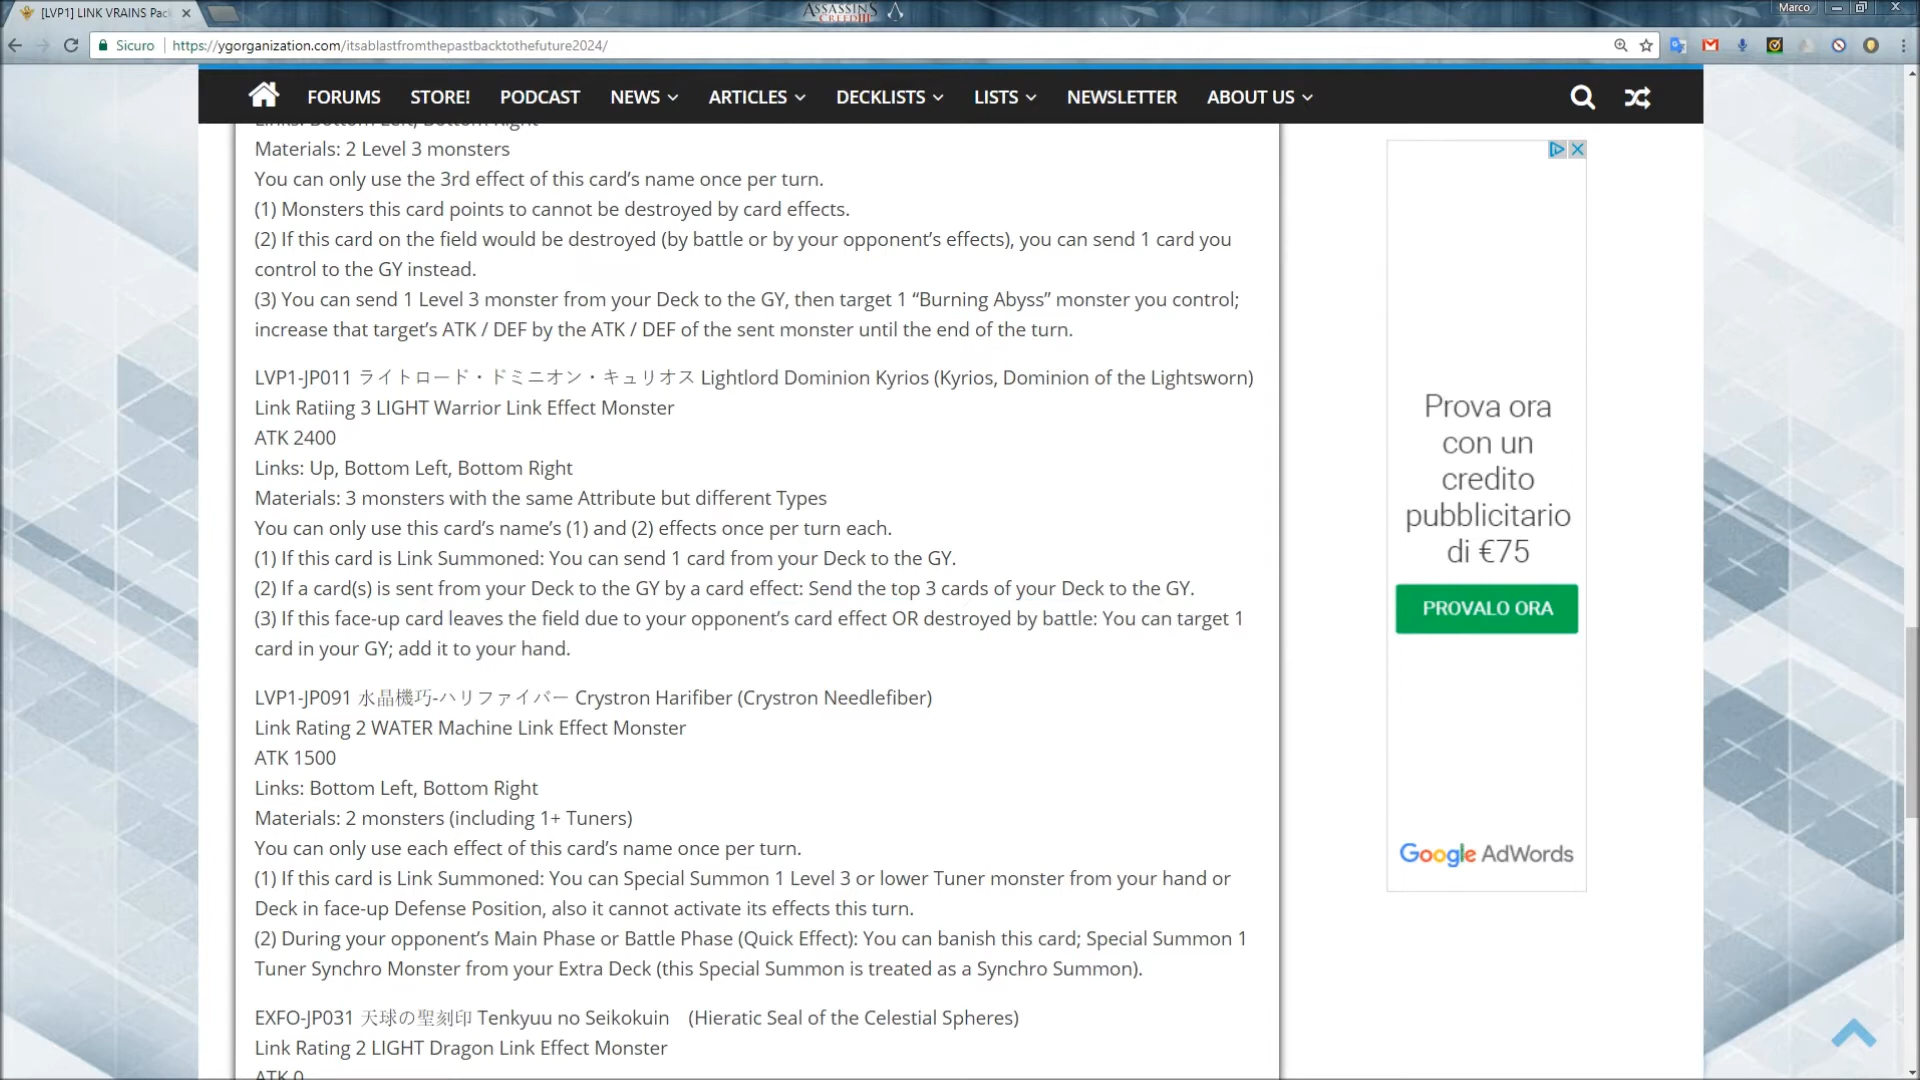 [LVP1] LINK VRAINS Pac
ASSASSIN'S CREED III
Marco
Sicuro
https://ygorganization.com/itsablastfromthepastbacktothefuture2024/
FORUMS STORE! PODCAST NEWS ARTICLES DECKLISTS LISTS NEWSLETTER ABOUT US
Links: Bottom Left, Bottom Right
Materials: 2 Level 3 monsters
You can only use the 3rd effect of this card’s name once per turn.
(1) Monsters this card points to cannot be destroyed by card effects.
(2) If this card on the field would be destroyed (by battle or by your opponent’s effects), you can send 1 card you
control to the GY instead.
(3) You can send 1 Level 3 monster from your Deck to the GY, then target 1 “Burning Abyss” monster you control;
increase that target’s ATK / DEF by the ATK / DEF of the sent monster until the end of the turn.
LVP1-JP011 ライトロード・ドミニオン・キュリオス Lightlord Dominion Kyrios (Kyrios, Dominion of the Lightsworn)
Link Ratiing 3 LIGHT Warrior Link Effect Monster
ATK 2400
Links: Up, Bottom Left, Bottom Right
Materials: 3 monsters with the same Attribute but different Types
You can only use this card’s name’s (1) and (2) effects once per turn each.
(1) If this card is Link Summoned: You can send 1 card from your Deck to the GY.
(2) If a card(s) is sent from your Deck to the GY by a card effect: Send the top 3 cards of your Deck to the GY.
(3) If this face-up card leaves the field due to your opponent’s card effect OR destroyed by battle: You can target 1
card in your GY; add it to your hand.
LVP1-JP091 水晶機巧-ハリファイバー Crystron Harifiber (Crystron Needlefiber)
Link Rating 2 WATER Machine Link Effect Monster
ATK 1500
Links: Bottom Left, Bottom Right
Materials: 2 monsters (including 1+ Tuners)
You can only use each effect of this card’s name once per turn.
(1) If this card is Link Summoned: You can Special Summon 1 Level 3 or lower Tuner monster from your hand or
Deck in face-up Defense Position, also it cannot activate its effects this turn.
(2) During your opponent’s Main Phase or Battle Phase (Quick Effect): You can banish this card; Special Summon 1
Tuner Synchro Monster from your Extra Deck (this Special Summon is treated as a Synchro Summon).
EXFO-JP031 天球の聖刻印 Tenkyuu no Seikokuin (Hieratic Seal of the Celestial Spheres)
Link Rating 2 LIGHT Dragon Link Effect Monster
ATK 0
Prova ora
con un
credito
pubblicitario
di €75
PROVALO ORA
Google AdWords